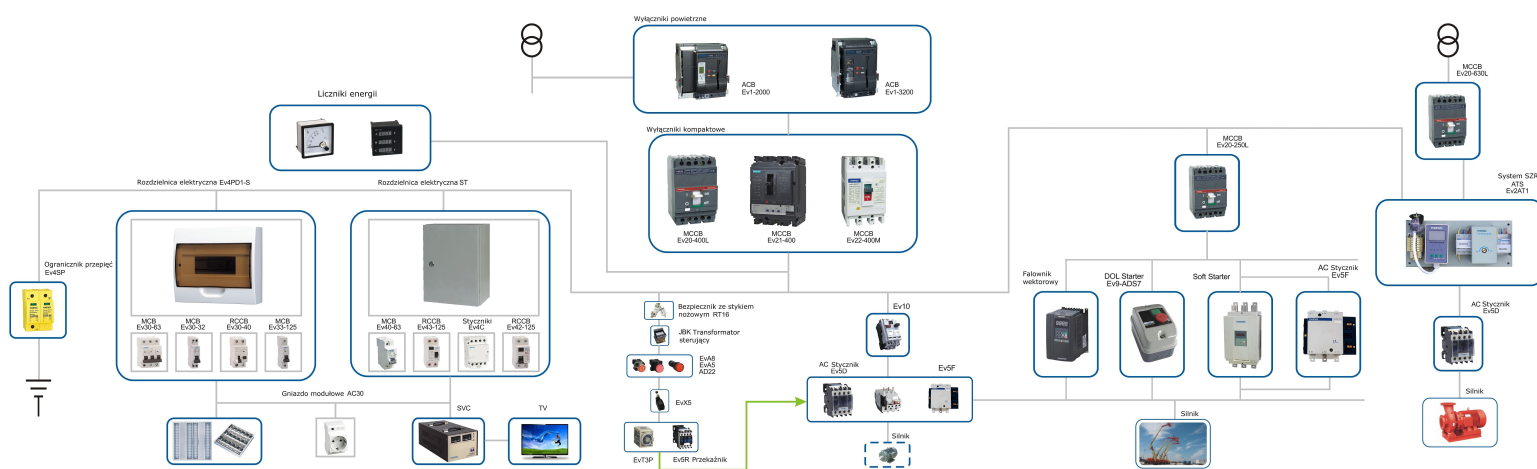 Wyłączniki powietrzne
ACB
Ev1-2000
ACB
Ev1-3200
MCCB
Ev20-630L
Liczniki energii
Wyłączniki kompaktowe
MCCB
Ev20-400L
MCCB
Ev21-400
MCCB
Ev22-400M
MCCB
Ev20-250L
System SZR
ATS
Ev2AT1
Rozdzielnica elektryczna Ev4PD1-S
Rozdzielnica elektryczna ST
Ogranicznik przepięć
Ev4SP
MCB
Ev30-63
MCB
Ev30-32
RCCB
Ev30-40
MCB
Ev33-125
MCB
Ev40-63
RCCB
Ev43-125
Styczniki
Ev4C
RCCB
Ev42-125
Bezpiecznik ze stykiem
nożowym RT16
JBK Transformator
sterujący
EvA8
EvA5
AD22
EvX5
EvT3P
Ev5R Przekaźnik
Ev10
AC Stycznik
Ev5D
Ev5F
Silnik
Falownik
wektorowy
DOL Starter
Ev9-ADS7
Soft Starter
AC Stycznik
Ev5F
AC Stycznik
Ev5D
Silnik
Silnik
Gniazdo modułowe AC30
SVC
TV